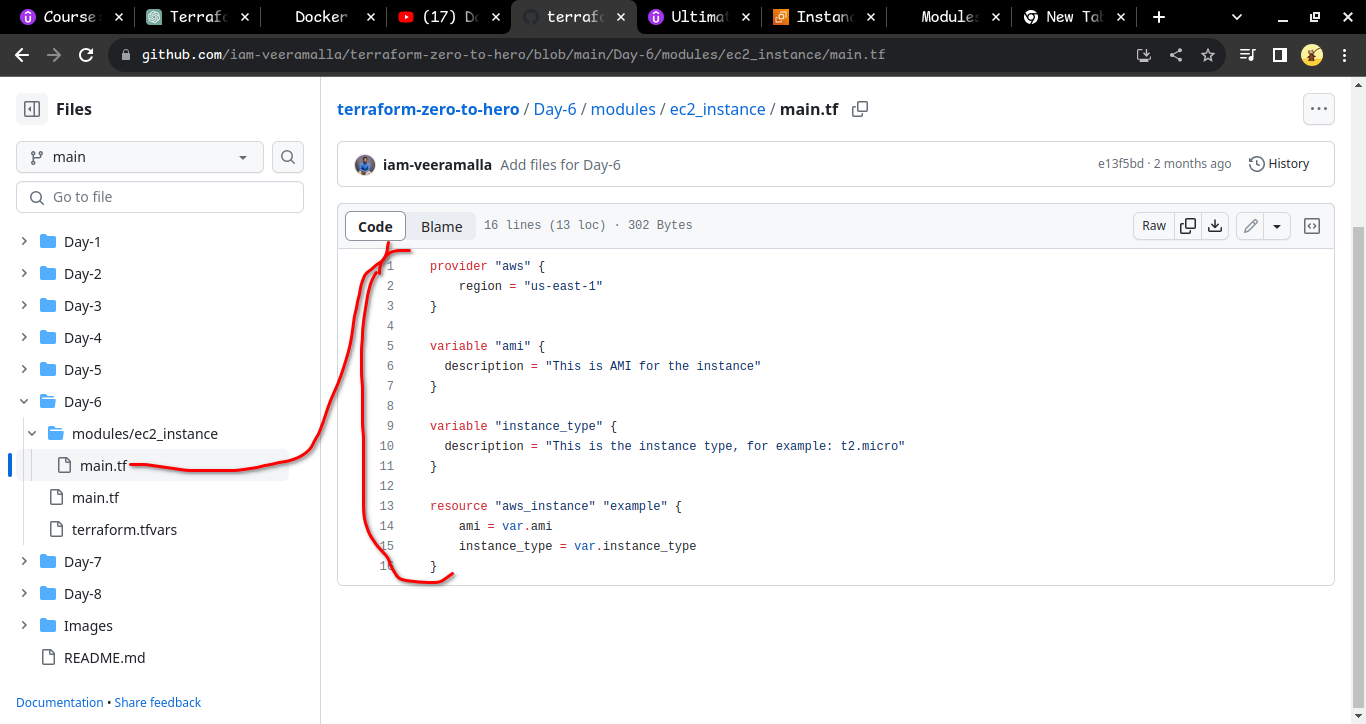 Course:
Terrafo
Docker
(17) Do
terrafo
Ultimat
Instanc
Modules
New Tab
github.com/iam-veeramalla/terraform-zero-to-hero/blob/main/Day-6/modules/ec2_instance/main.tf
Files
main
Go to file
Day-1
Day-2
Day-3
Day-4
Day-5
Day-6
modules/ec2_instance
main.tf
main.tf
terraform.tfvars
Day-7
Day-8
Images
README.md
Documentation • Share feedback
terraform-zero-to-hero / Day-6 / modules / ec2_instance / main.tf
iam-veeramalla Add files for Day-6
e13f5bd · 2 months ago History
Code Blame 16 lines (13 loc) · 302 Bytes
Raw
1 provider "aws" {
2 region = "us-east-1"
3 }
4
5 variable "ami" {
6 description = "This is AMI for the instance"
7 }
8
9 variable "instance_type" {
10 description = "This is the instance type, for example: t2.micro"
11 }
12
13 resource "aws_instance" "example" {
14 ami = var.ami
15 instance_type = var.instance_type
16 }